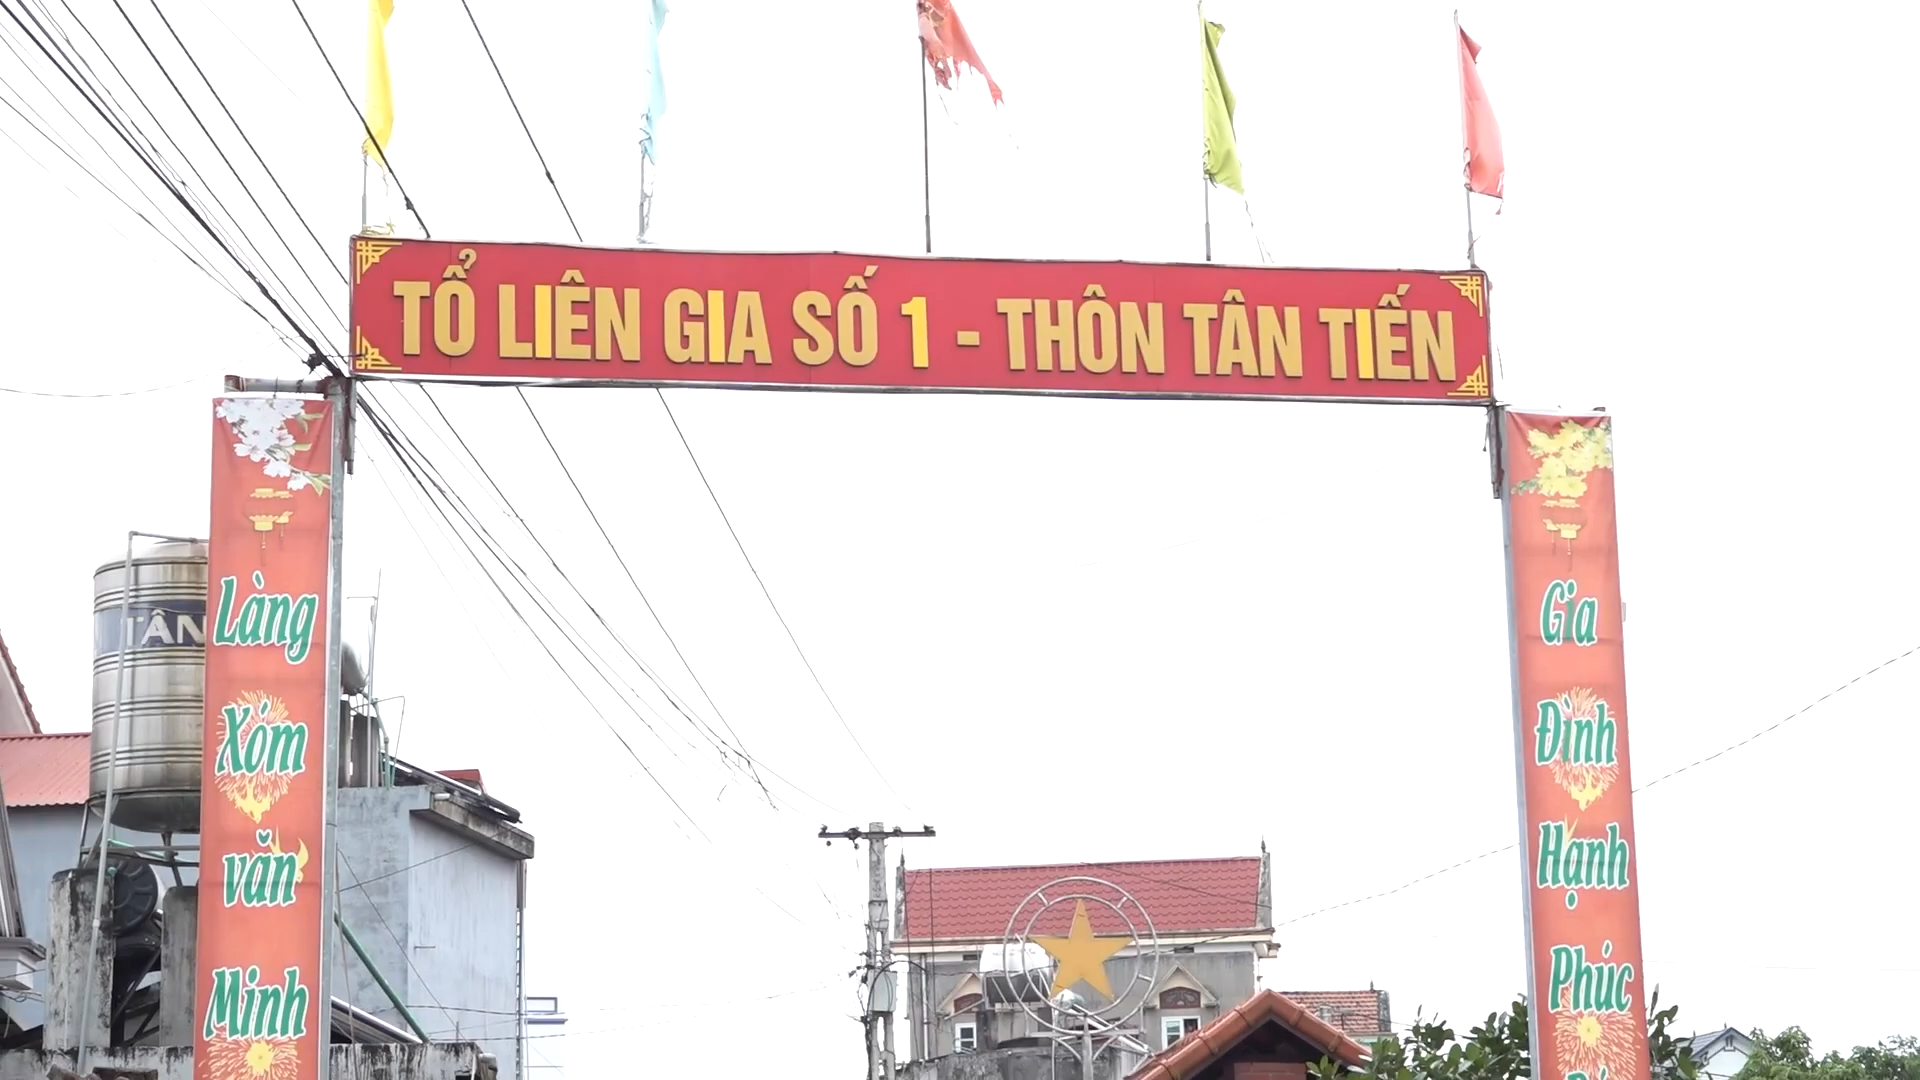 TỔ LIÊN GIA SỐ 1 - THÔN TÂN TIẾN
TÂN
Làng
Xóm
văn
Minh
Gia
Đình
Hạnh
Phúc